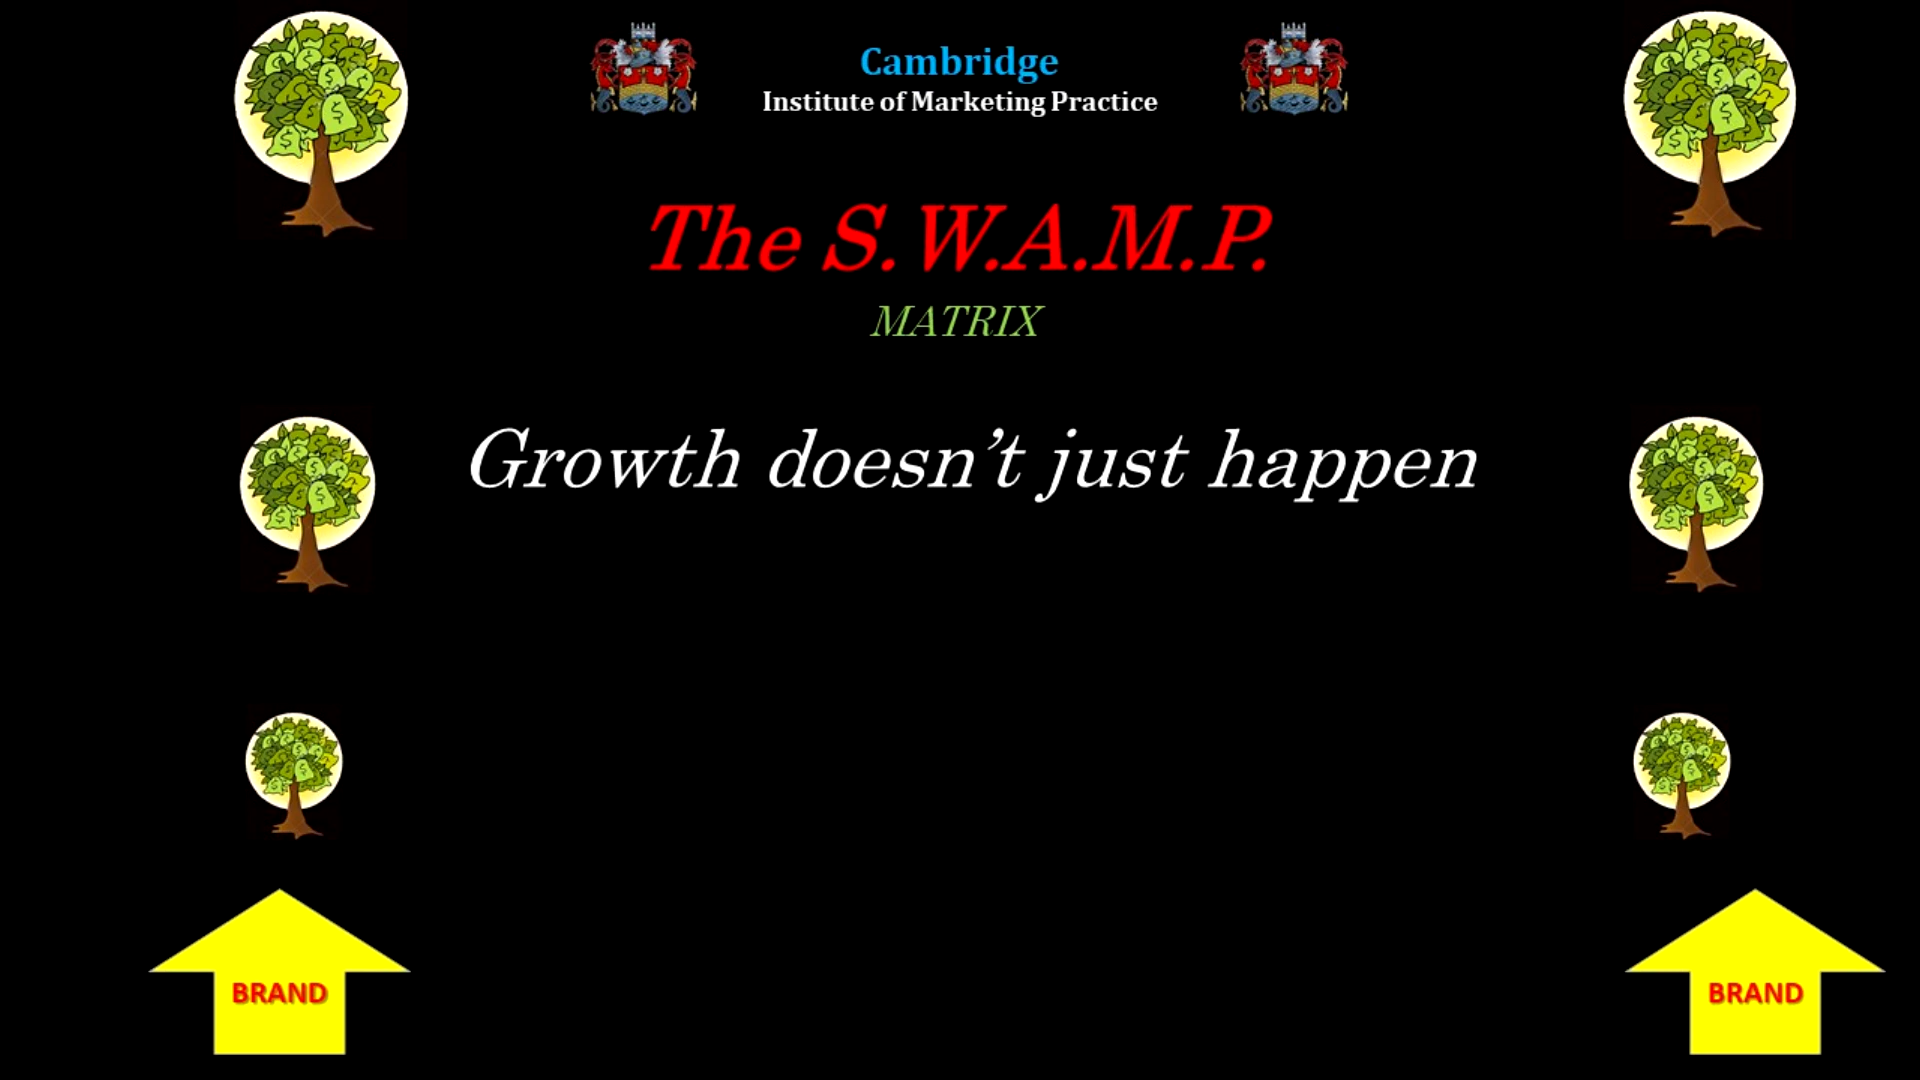 Cambridge
Institute of Marketing Practice
The S.W.A.M.P.
MATRIX
Growth doesn’t just happen
BRAND
BRAND